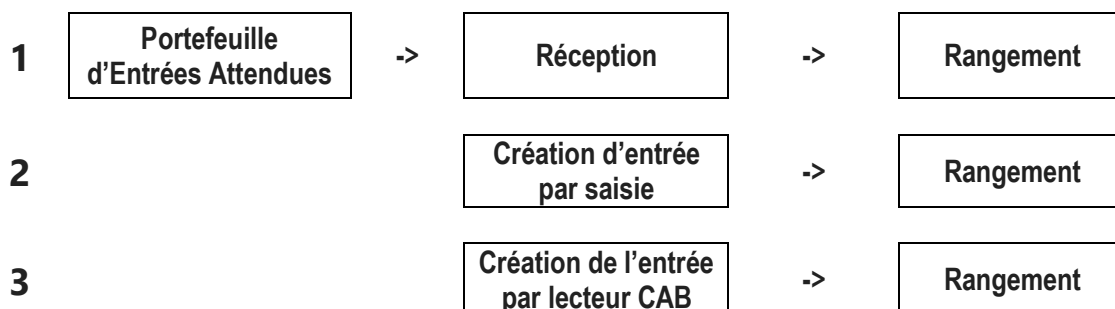 1 Portefeuille d’Entrées Attendues -> Réception -> Rangement
2 Création d’entrée par saisie -> Rangement
3 Création de l’entrée par lecteur CAB -> Rangement